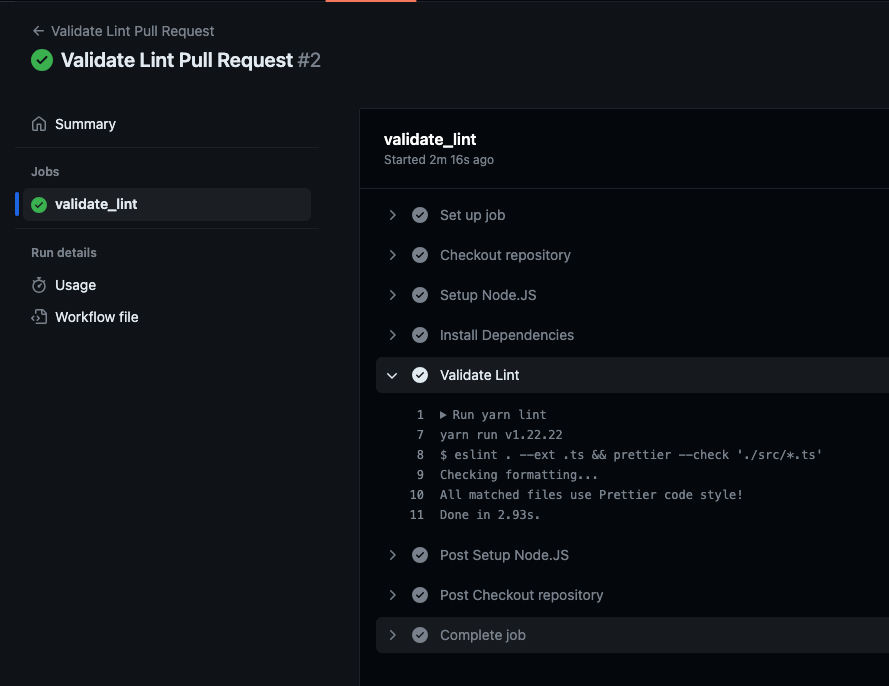 ← Validate Lint Pull Request
Validate Lint Pull Request #2
Summary
Jobs
validate_lint
Run details
Usage
Workflow file
validate_lint
Started 2m 16s ago
Set up job
Checkout repository
Setup Node.JS
Install Dependencies
Validate Lint
1 ▶ Run yarn lint
7 yarn run v1.22.22
8 $ eslint . --ext .ts && prettier --check './src/*.ts'
9 Checking formatting...
10 All matched files use Prettier code style!
11 Done in 2.93s.
Post Setup Node.JS
Post Checkout repository
Complete job